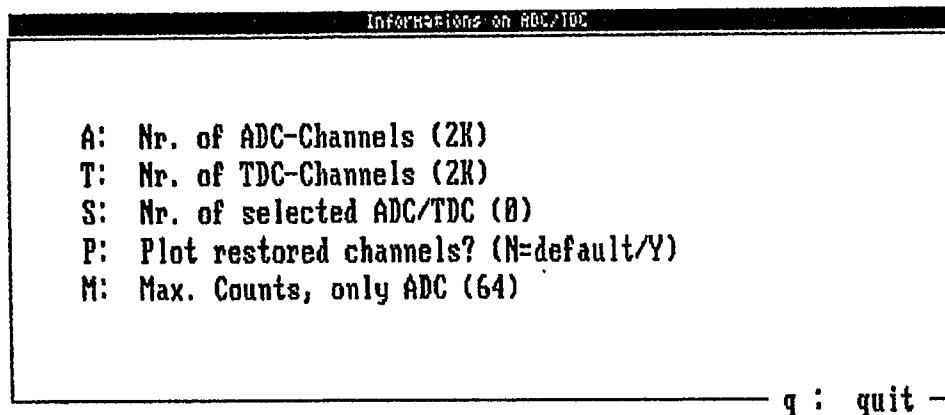 Informations on ADC/TDC
A: Nr. of ADC-Channels (2K)
T: Nr. of TDC-Channels (2K)
S: Nr. of selected ADC/TDC (0)
P: Plot restored channels? (N=default/Y)
M: Max. Counts, only ADC (64)
q : quit